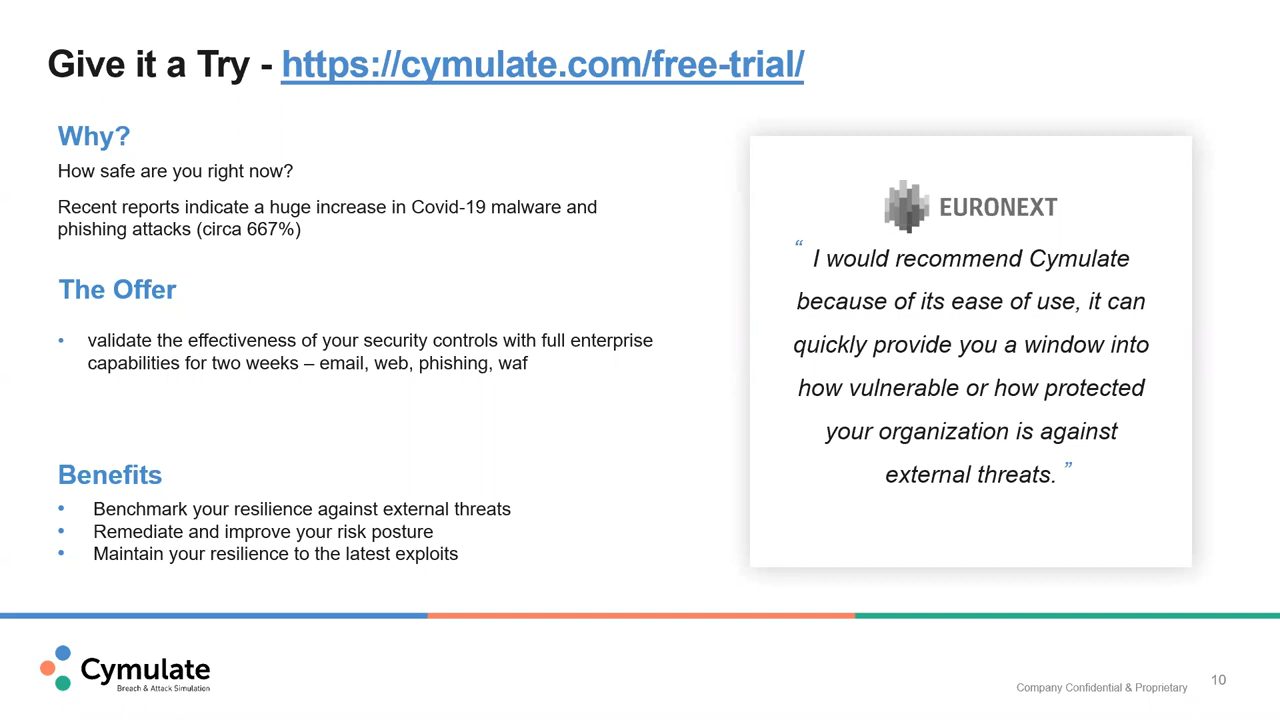 Give it a Try - https://cymulate.com/free-trial/
Why?
How safe are you right now?
Recent reports indicate a huge increase in Covid-19 malware and
phishing attacks (circa 667%)
The Offer
• validate the effectiveness of your security controls with full enterprise
capabilities for two weeks – email, web, phishing, waf
Benefits
• Benchmark your resilience against external threats
• Remediate and improve your risk posture
• Maintain your resilience to the latest exploits
EURONEXT
“ I would recommend Cymulate
because of its ease of use, it can
quickly provide you a window into
how vulnerable or how protected
your organization is against
external threats. ”
Cymulate
Breach & Attack Simulation
Company Confidential & Proprietary
10